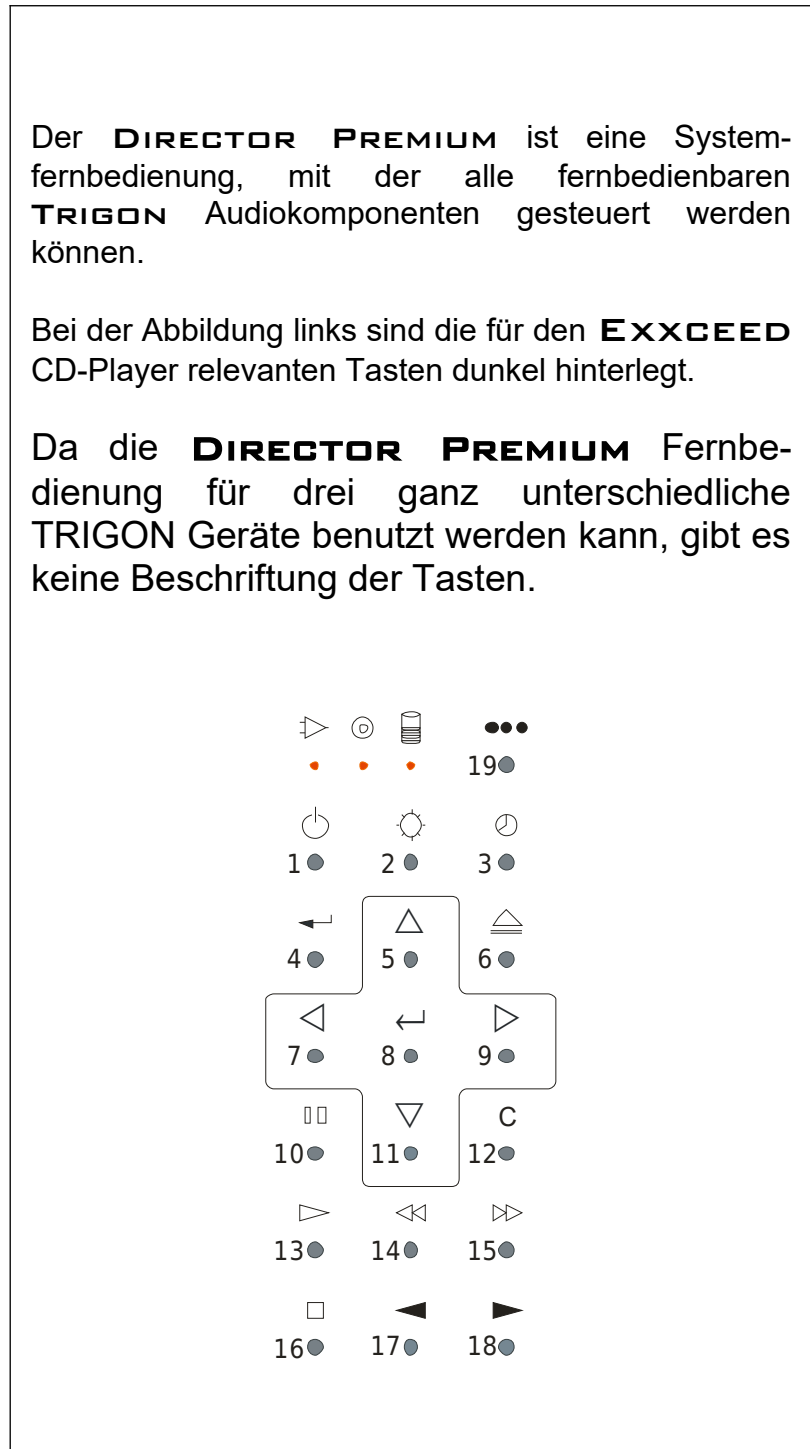 Der DIRECTOR PREMIUM ist eine System-
fernbedienung, mit der alle fernbedienbaren
TRIGON Audiokomponenten gesteuert werden
können.
Bei der Abbildung links sind die für den EXXCEED
CD-Player relevanten Tasten dunkel hinterlegt.
Da die DIRECTOR PREMIUM Fernbe-
dienung für drei ganz unterschiedliche
TRIGON Geräte benutzt werden kann, gibt es
keine Beschriftung der Tasten.
19
1 2 3
4 5 6
7 8 9
C
10 11 12
13 14 15
16 17 18